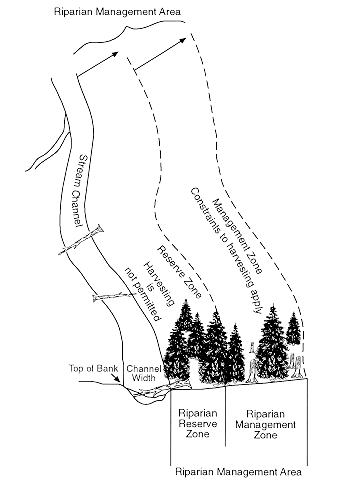 Riparian Management Area
Stream Channel
Reserve Zone
Harvesting
is
not permitted
Management Zone
Constraints to harvesting apply
Top of Bank
Channel
Width
Riparian
Reserve
Zone
Riparian
Management
Zone
Riparian Management Area